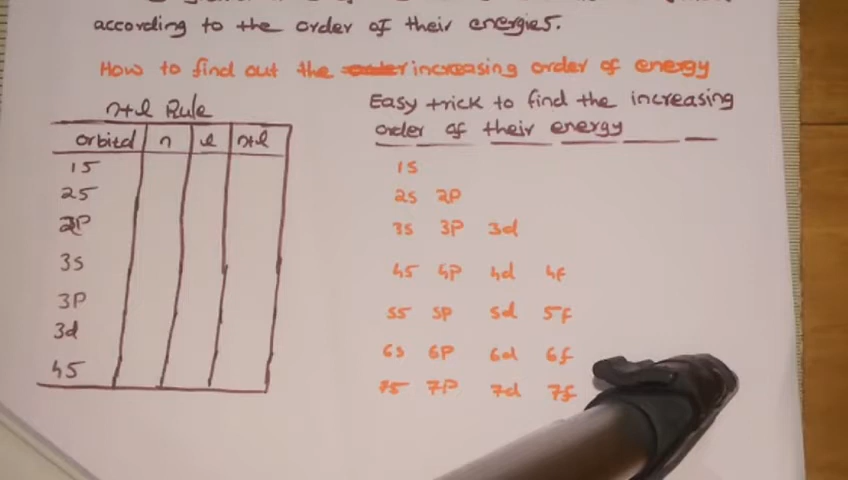 according to the order of their energies.
How to find out the increasing order of energy
n+l Rule
orbital n l n+l
1s
2s
2p
3s
3p
3d
4s
Easy trick to find the increasing
order of their energy
1s
2s 2p
3s 3p 3d
4s 4p 4d 4f
5s 5p 5d 5f
6s 6p 6d 6f
7s 7p 7d 7f